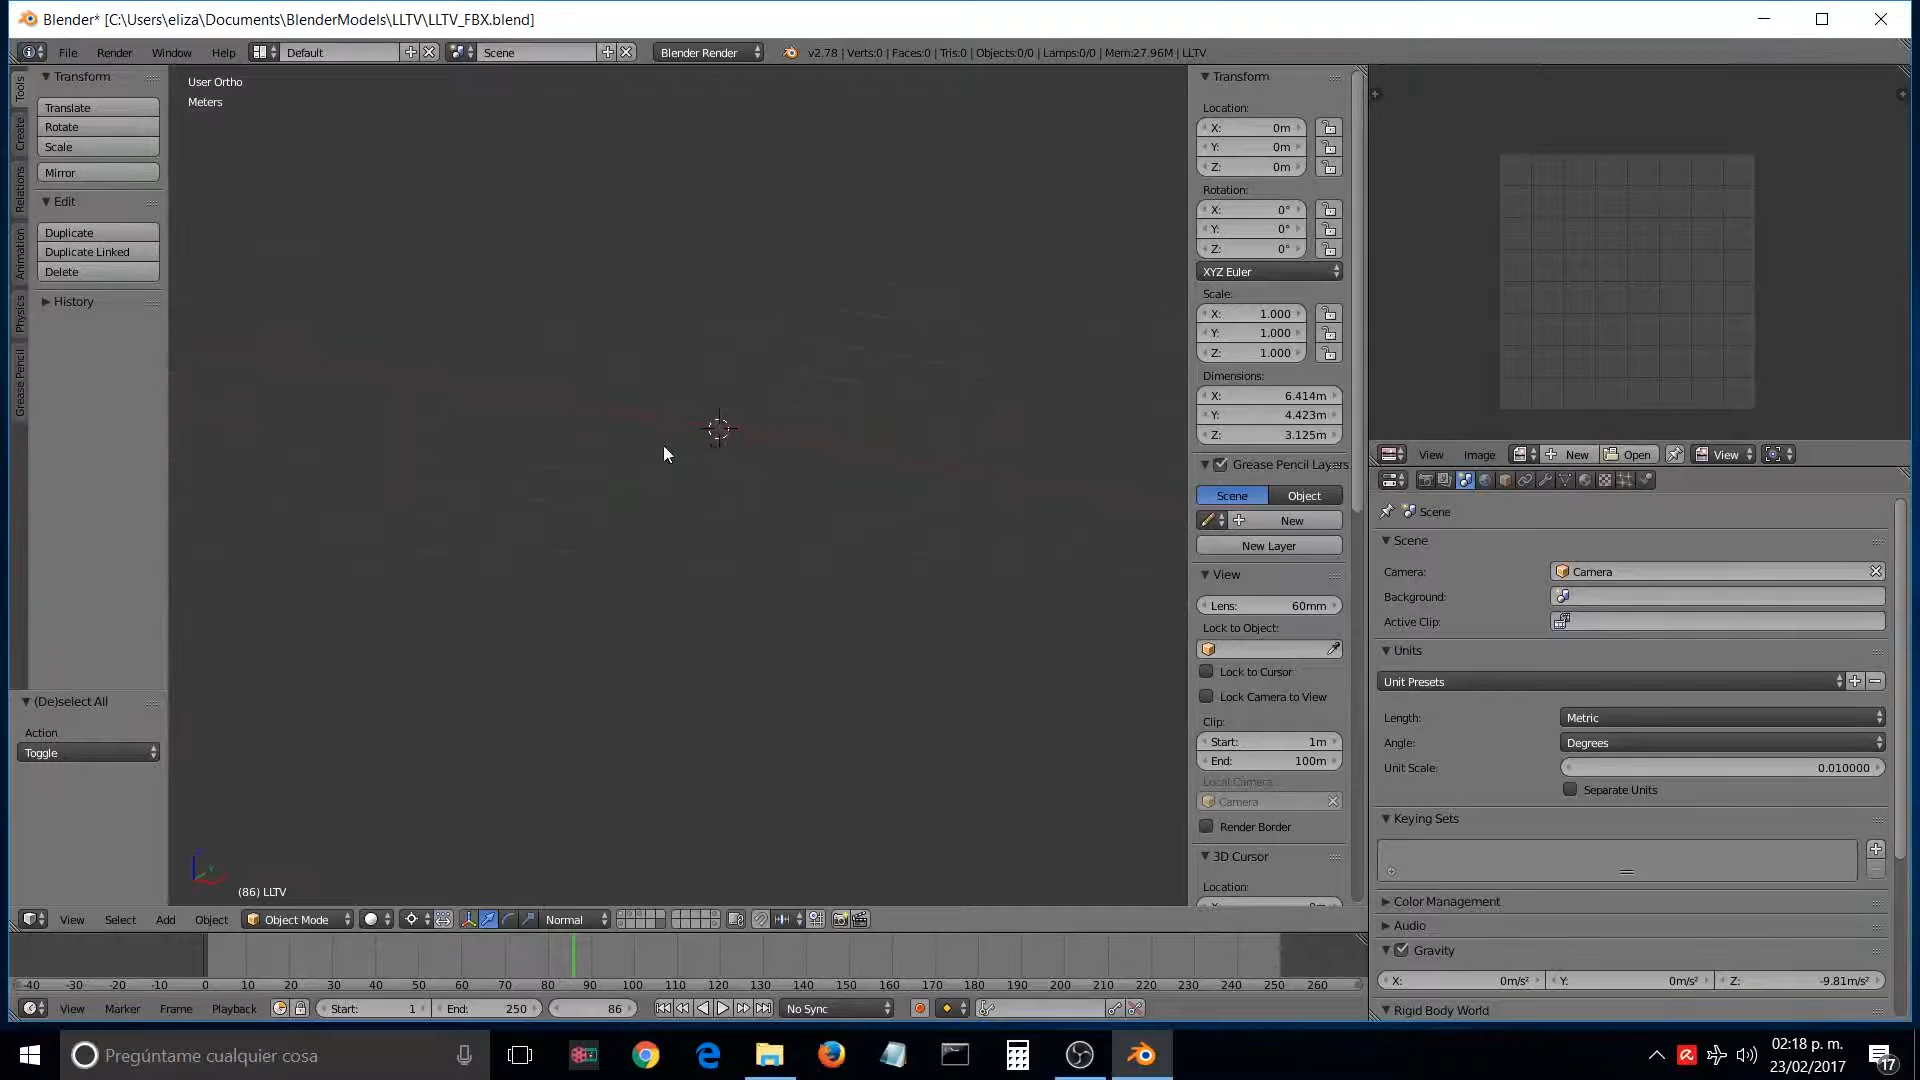 Blender* [C:\Users\eliza\Documents\BlenderModels\LLTV\LLTV_FBX.blend]
File Render Window Help Default Scene Blender Render v2.78 | Verts:0 | Faces:0 | Tris:0 | Objects:0/0 | Lamps:0/0 | Mem:27.96M | LLTV
Tools
Create
Relations
Animation
Physics
Grease Pencil
Transform
Translate
Rotate
Scale
Mirror
Edit
Duplicate
Duplicate Linked
Delete
History
(De)select All
Action
Toggle
User Ortho
Meters
(86) LLTV
Transform
Location:
X: 0m
Y: 0m
Z: 0m
Rotation:
X: 0°
Y: 0°
Z: 0°
XYZ Euler
Scale:
X: 1.000
Y: 1.000
Z: 1.000
Dimensions:
X: 6.414m
Y: 4.423m
Z: 3.125m
Grease Pencil Layers
Scene Object
New
New Layer
View
Lens: 60mm
Lock to Object:
Lock to Cursor
Lock Camera to View
Clip:
Start: 1m
End: 100m
Local Camera
Camera
Render Border
3D Cursor
Location:
View Image New Open View
Scene
Scene
Camera: Camera
Background:
Active Clip:
Units
Unit Presets
Length: Metric
Angle: Degrees
Unit Scale: 0.010000
Separate Units
Keying Sets
Color Management
Audio
Gravity
X: 0m/s² Y: 0m/s² Z: -9.81m/s²
Rigid Body World
View Select Add Object Object Mode Normal
-40 -30 -20 -10 0 10 20 30 40 50 60 70 80 90 100 110 120 130 140 150 160 170 180 190 200 210 220 230 240 250 260
View Marker Frame Playback Start: 1 End: 250 86 No Sync
Pregúntame cualquier cosa
02:18 p. m.
23/02/2017
17